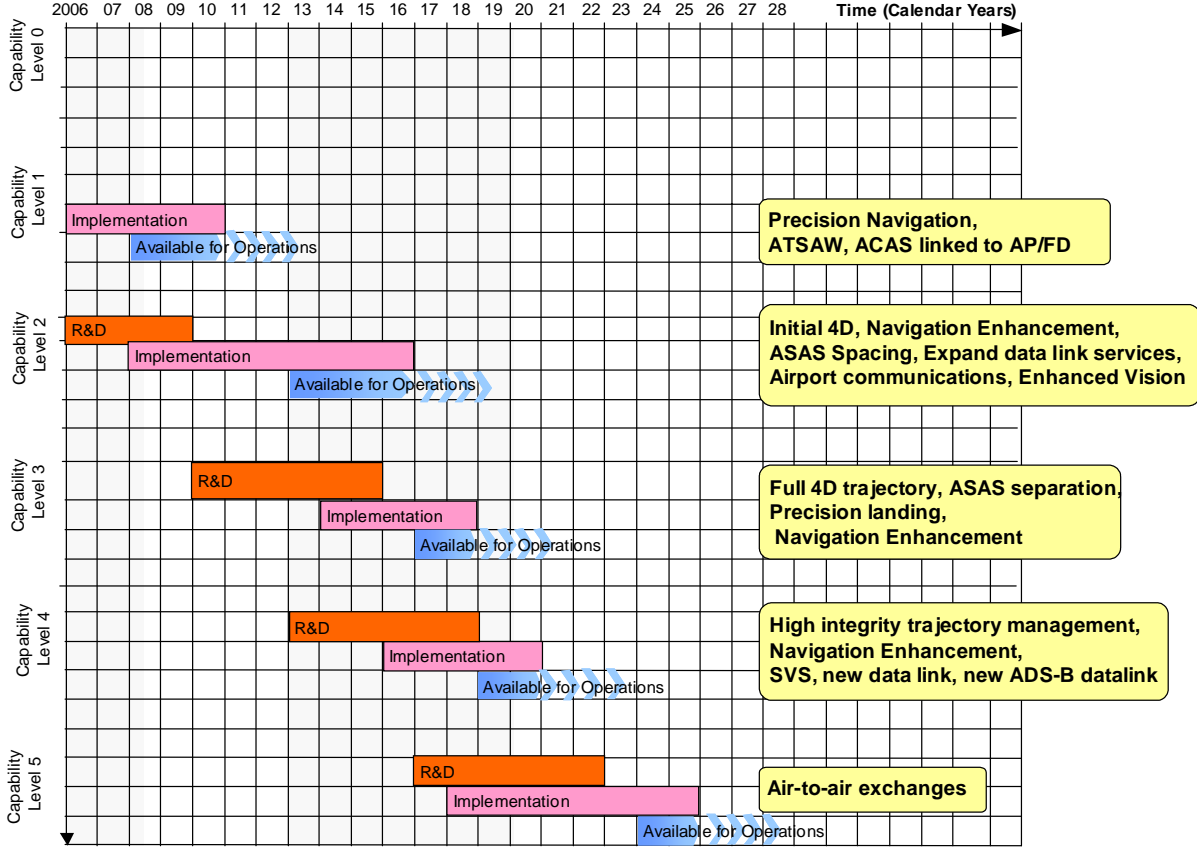 2006 07 08 09 10 11 12 13 14 15 16 17 18 19 20 21 22 23 24 25 26 27 28 Time (Calendar Years)
Capability
Level 0
Capability
Level 1
Implementation
Available for Operations
Precision Navigation,
ATSAW, ACAS linked to AP/FD
Capability
Level 2
R&D
Implementation
Available for Operations
Initial 4D, Navigation Enhancement,
ASAS Spacing, Expand data link services,
Airport communications, Enhanced Vision
Capability
Level 3
R&D
Implementation
Available for Operations
Full 4D trajectory, ASAS separation,
Precision landing,
Navigation Enhancement
Capability
Level 4
R&D
Implementation
Available for Operations
High integrity trajectory management,
Navigation Enhancement,
SVS, new data link, new ADS-B datalink
Capability
Level 5
R&D
Implementation
Available for Operations
Air-to-air exchanges